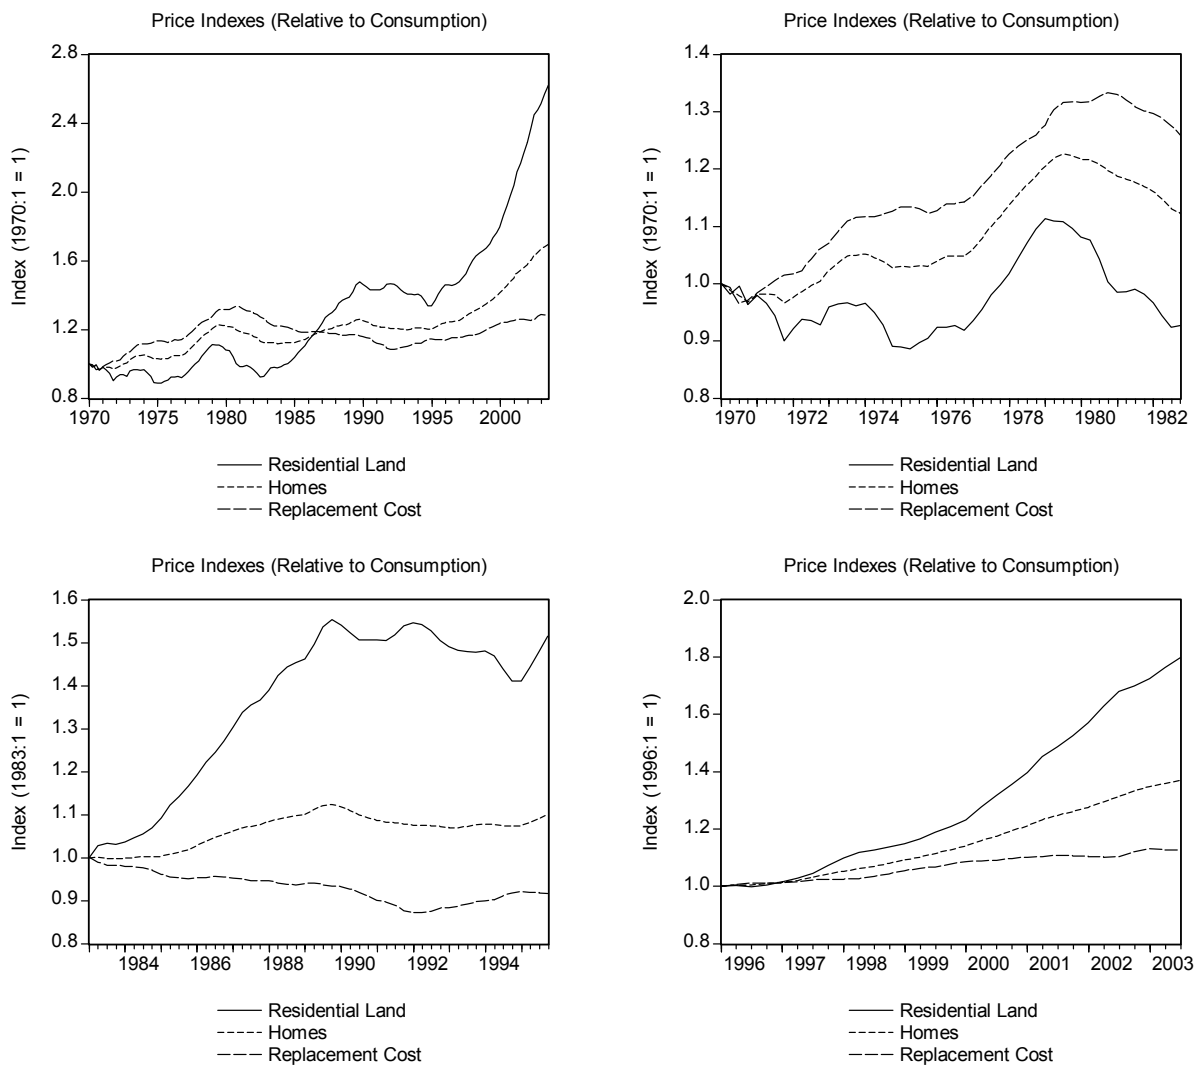 Price Indexes (Relative to Consumption)
Index (1970:1 = 1)
2.8
2.4
2.0
1.6
1.2
0.8
1970 1975 1980 1985 1990 1995 2000
Residential Land
Homes
Replacement Cost
Price Indexes (Relative to Consumption)
Index (1970:1 = 1)
1.4
1.3
1.2
1.1
1.0
0.9
0.8
1970 1972 1974 1976 1978 1980 1982
Residential Land
Homes
Replacement Cost
Price Indexes (Relative to Consumption)
Index (1983:1 = 1)
1.6
1.5
1.4
1.3
1.2
1.1
1.0
0.9
0.8
1984 1986 1988 1990 1992 1994
Residential Land
Homes
Replacement Cost
Price Indexes (Relative to Consumption)
Index (1996:1 = 1)
2.0
1.8
1.6
1.4
1.2
1.0
0.8
1996 1997 1998 1999 2000 2001 2002 2003
Residential Land
Homes
Replacement Cost